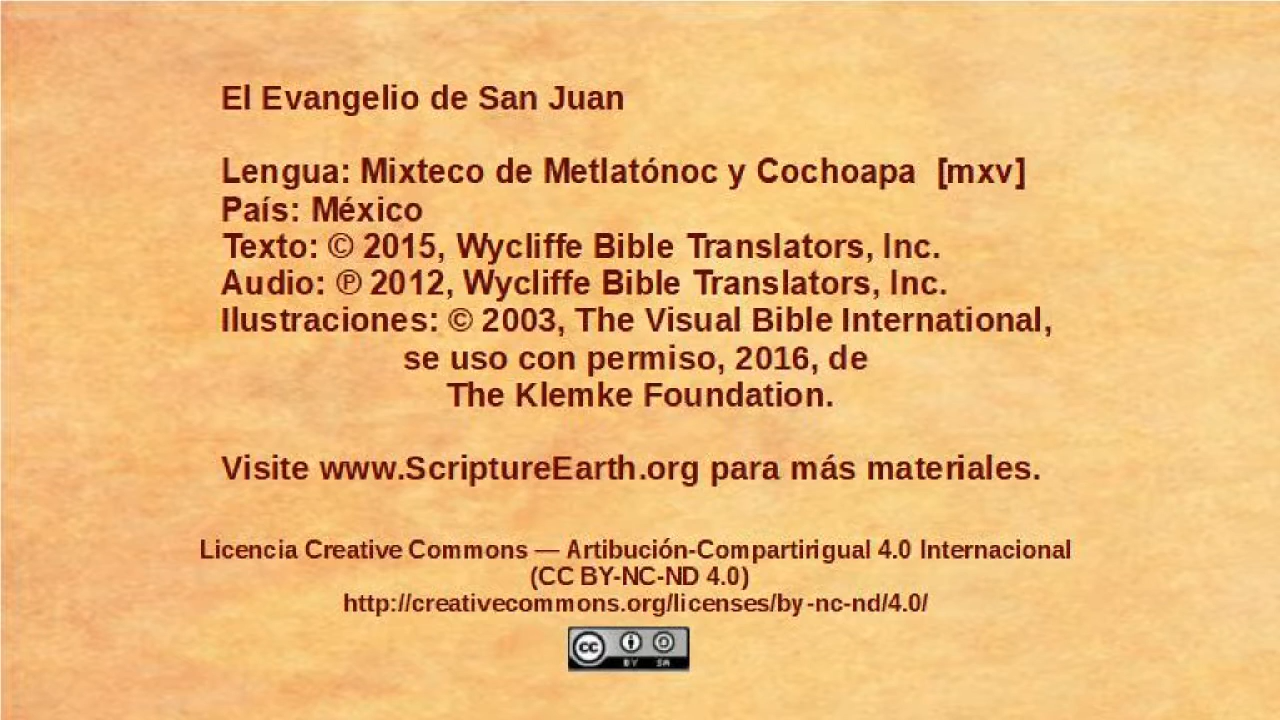 El Evangelio de San Juan
Lengua: Mixteco de Metlatónoc y Cochoapa [mxv]
País: México
Texto: © 2015, Wycliffe Bible Translators, Inc.
Audio: ℗ 2012, Wycliffe Bible Translators, Inc.
Ilustraciones: © 2003, The Visual Bible International,
se uso con permiso, 2016, de
The Klemke Foundation.
Visite www.ScriptureEarth.org para más materiales.
Licencia Creative Commons — Artibución-Compartirigual 4.0 Internacional
(CC BY-NC-ND 4.0)
http://creativecommons.org/licenses/by-nc-nd/4.0/
cc BY SA